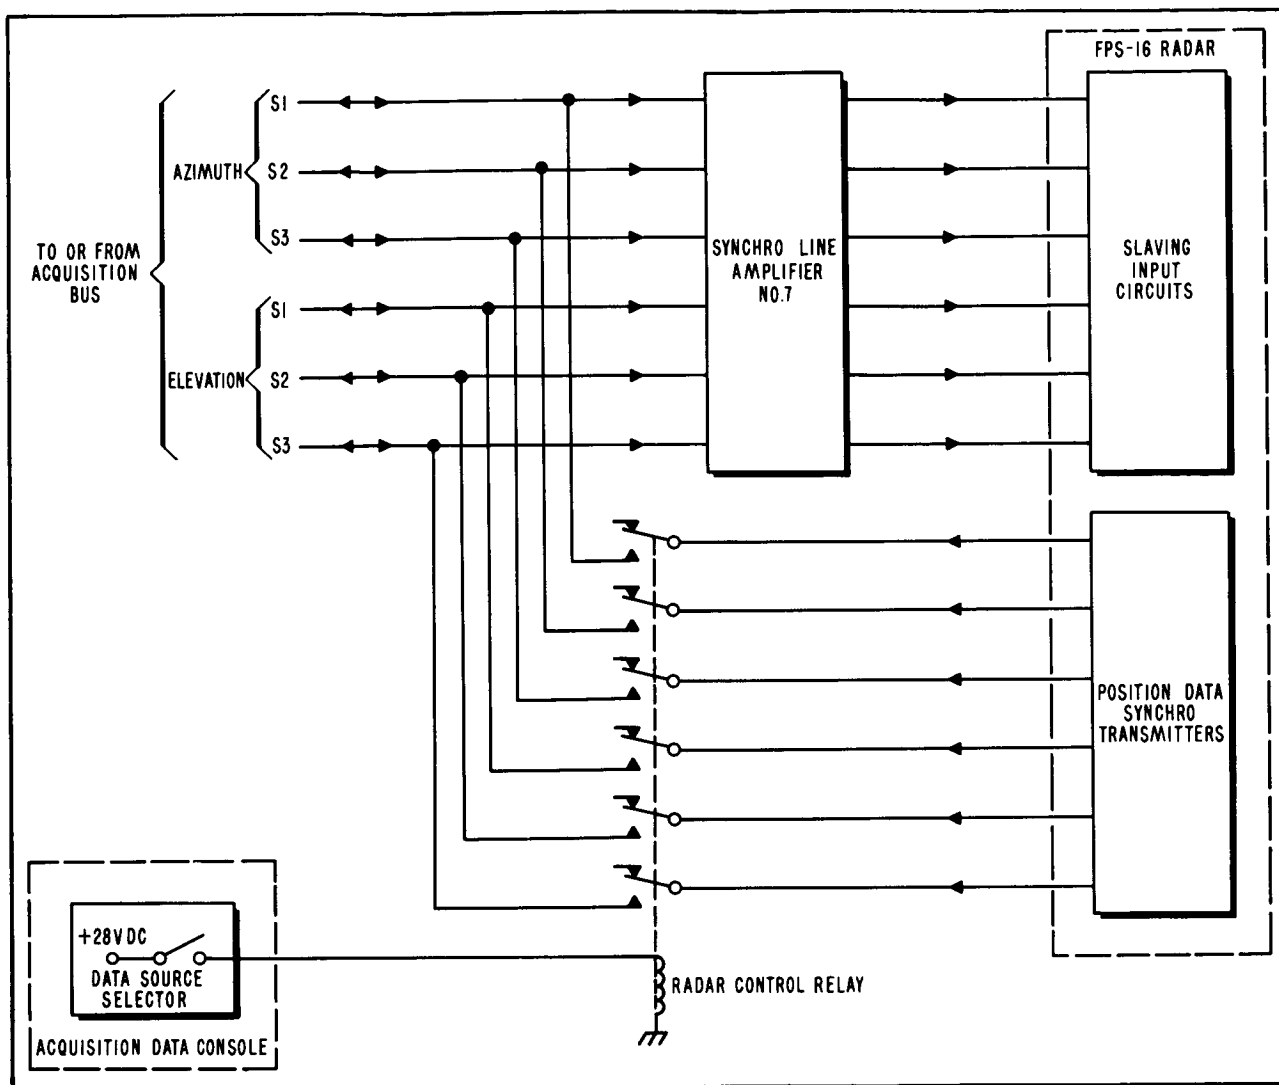 FPS-16 RADAR
TO OR FROM
ACQUISITION
BUS
AZIMUTH
S1
S2
S3
ELEVATION
S1
S2
S3
SYNCHRO LINE
AMPLIFIER
NO.7
SLAVING
INPUT
CIRCUITS
POSITION DATA
SYNCHRO
TRANSMITTERS
+28VDC
DATA SOURCE
SELECTOR
ACQUISITION DATA CONSOLE
RADAR CONTROL RELAY